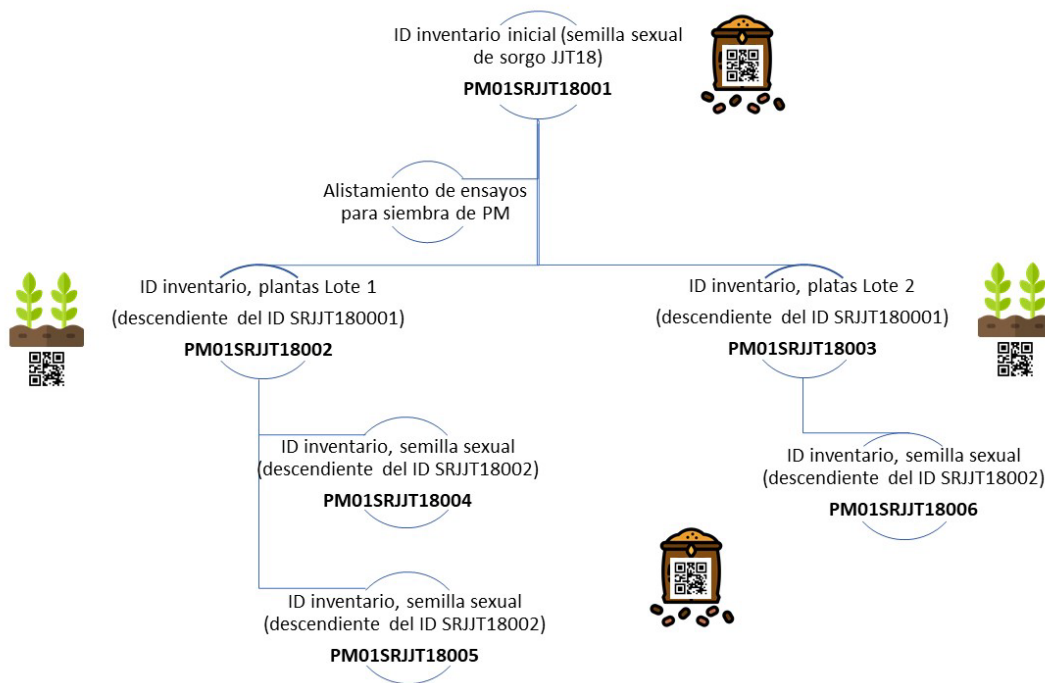 ID inventario inicial (semilla sexual
de sorgo JJT18)
PM01SRJJT18001
Alistamiento de ensayos
para siembra de PM
ID inventario, plantas Lote 1
(descendiente del ID SRJJT180001)
PM01SRJJT18002
ID inventario, platas Lote 2
(descendiente del ID SRJJT180001)
PM01SRJJT18003
ID inventario, semilla sexual
(descendiente del ID SRJJT18002)
PM01SRJJT18004
ID inventario, semilla sexual
(descendiente del ID SRJJT18002)
PM01SRJJT18006
ID inventario, semilla sexual
(descendiente del ID SRJJT18002)
PM01SRJJT18005